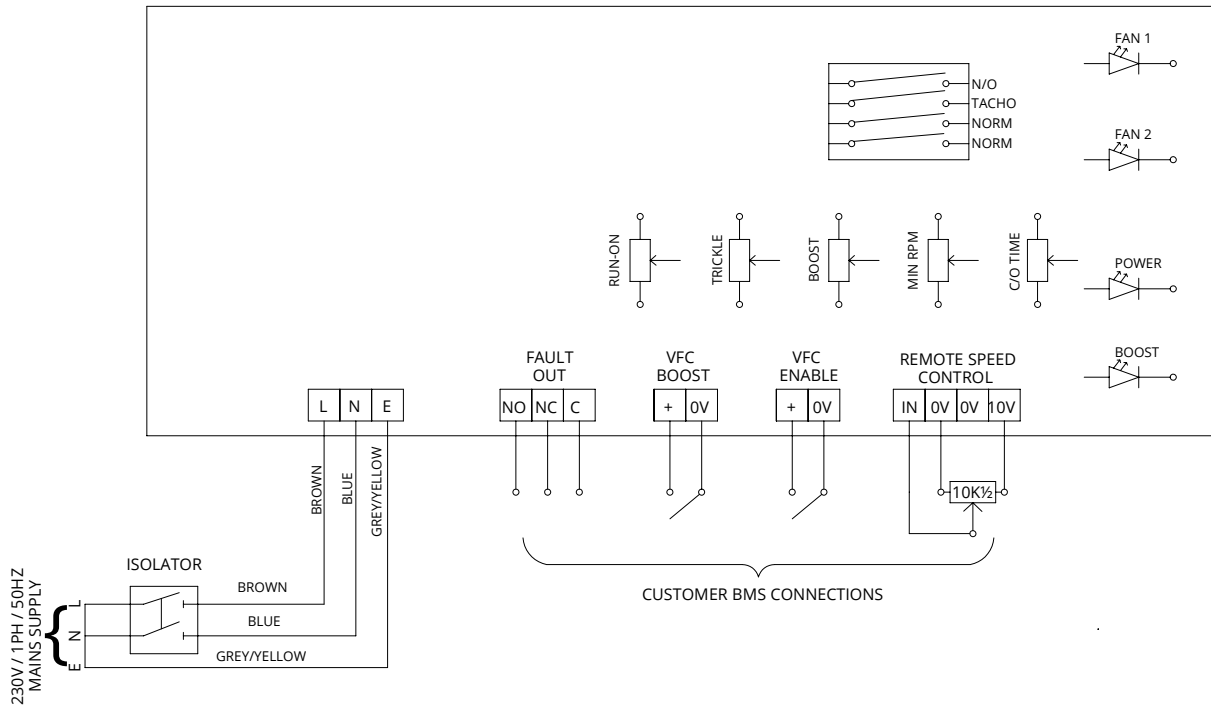 FAN 1
N/O
TACHO
NORM
NORM
FAN 2
RUN-ON
TRICKLE
BOOST
MIN RPM
C/O TIME
POWER
BOOST
FAULT
OUT
VFC
BOOST
VFC
ENABLE
REMOTE SPEED
CONTROL
L N E
NO NC C
+ 0V
+ 0V
IN 0V 0V 10V
BROWN
BLUE
GREY/YELLOW
10K½
ISOLATOR
CUSTOMER BMS CONNECTIONS
BROWN
BLUE
GREY/YELLOW
L
N
E
230V / 1PH / 50HZ
MAINS SUPPLY